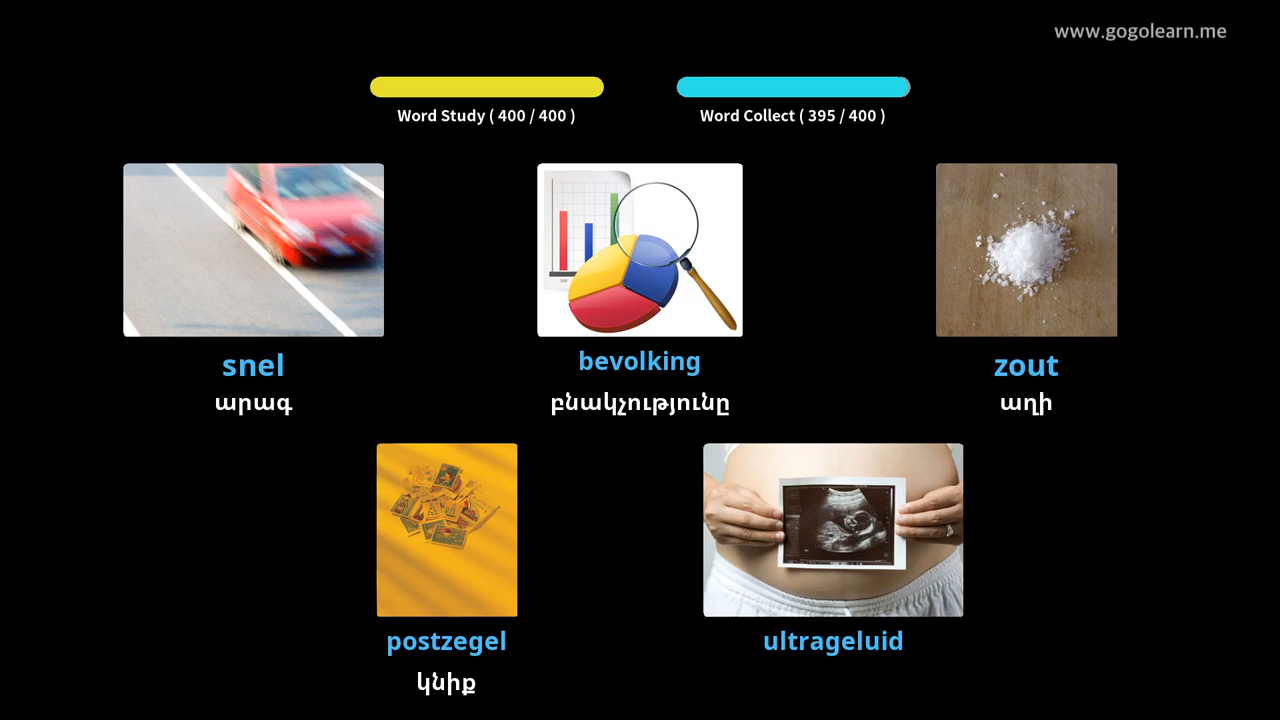 www.gogolearn.me
Word Study ( 400 / 400 )
Word Collect ( 395 / 400 )
snel
արագ
bevolking
բնակչությունը
zout
աղի
postzegel
կնիք
ultrageluid